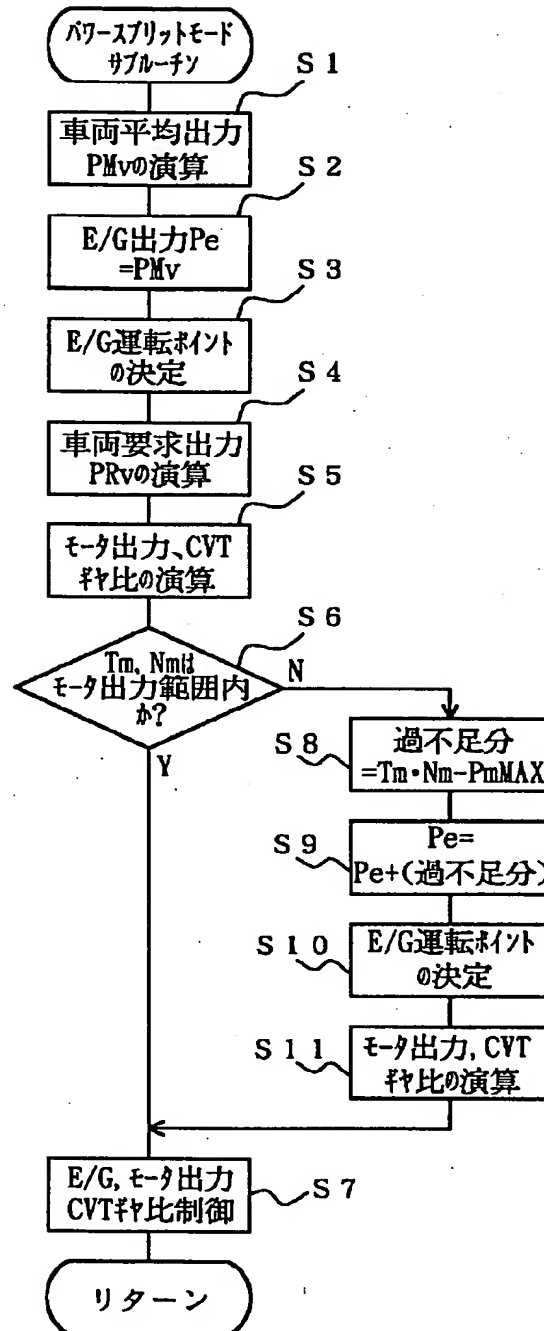 パワースプリットモード
サブルーチン
S1
車両平均出力
PMvの演算
S2
E/G出力Pe
=PMv
S3
E/G運転ポイント
の決定
S4
車両要求出力
PRvの演算
S5
モータ出力、CVT
ギヤ比の演算
S6
Tm、Nmは
モータ出力範囲内
か?
N
Y
S8
過不足分
=Tm・Nm-PmMAX
S9
Pe=
Pe+(過不足分)
S10
E/G運転ポイント
の決定
S11
モータ出力,CVT
ギヤ比の演算
E/G,モータ出力
CVTギヤ比制御
S7
リターン